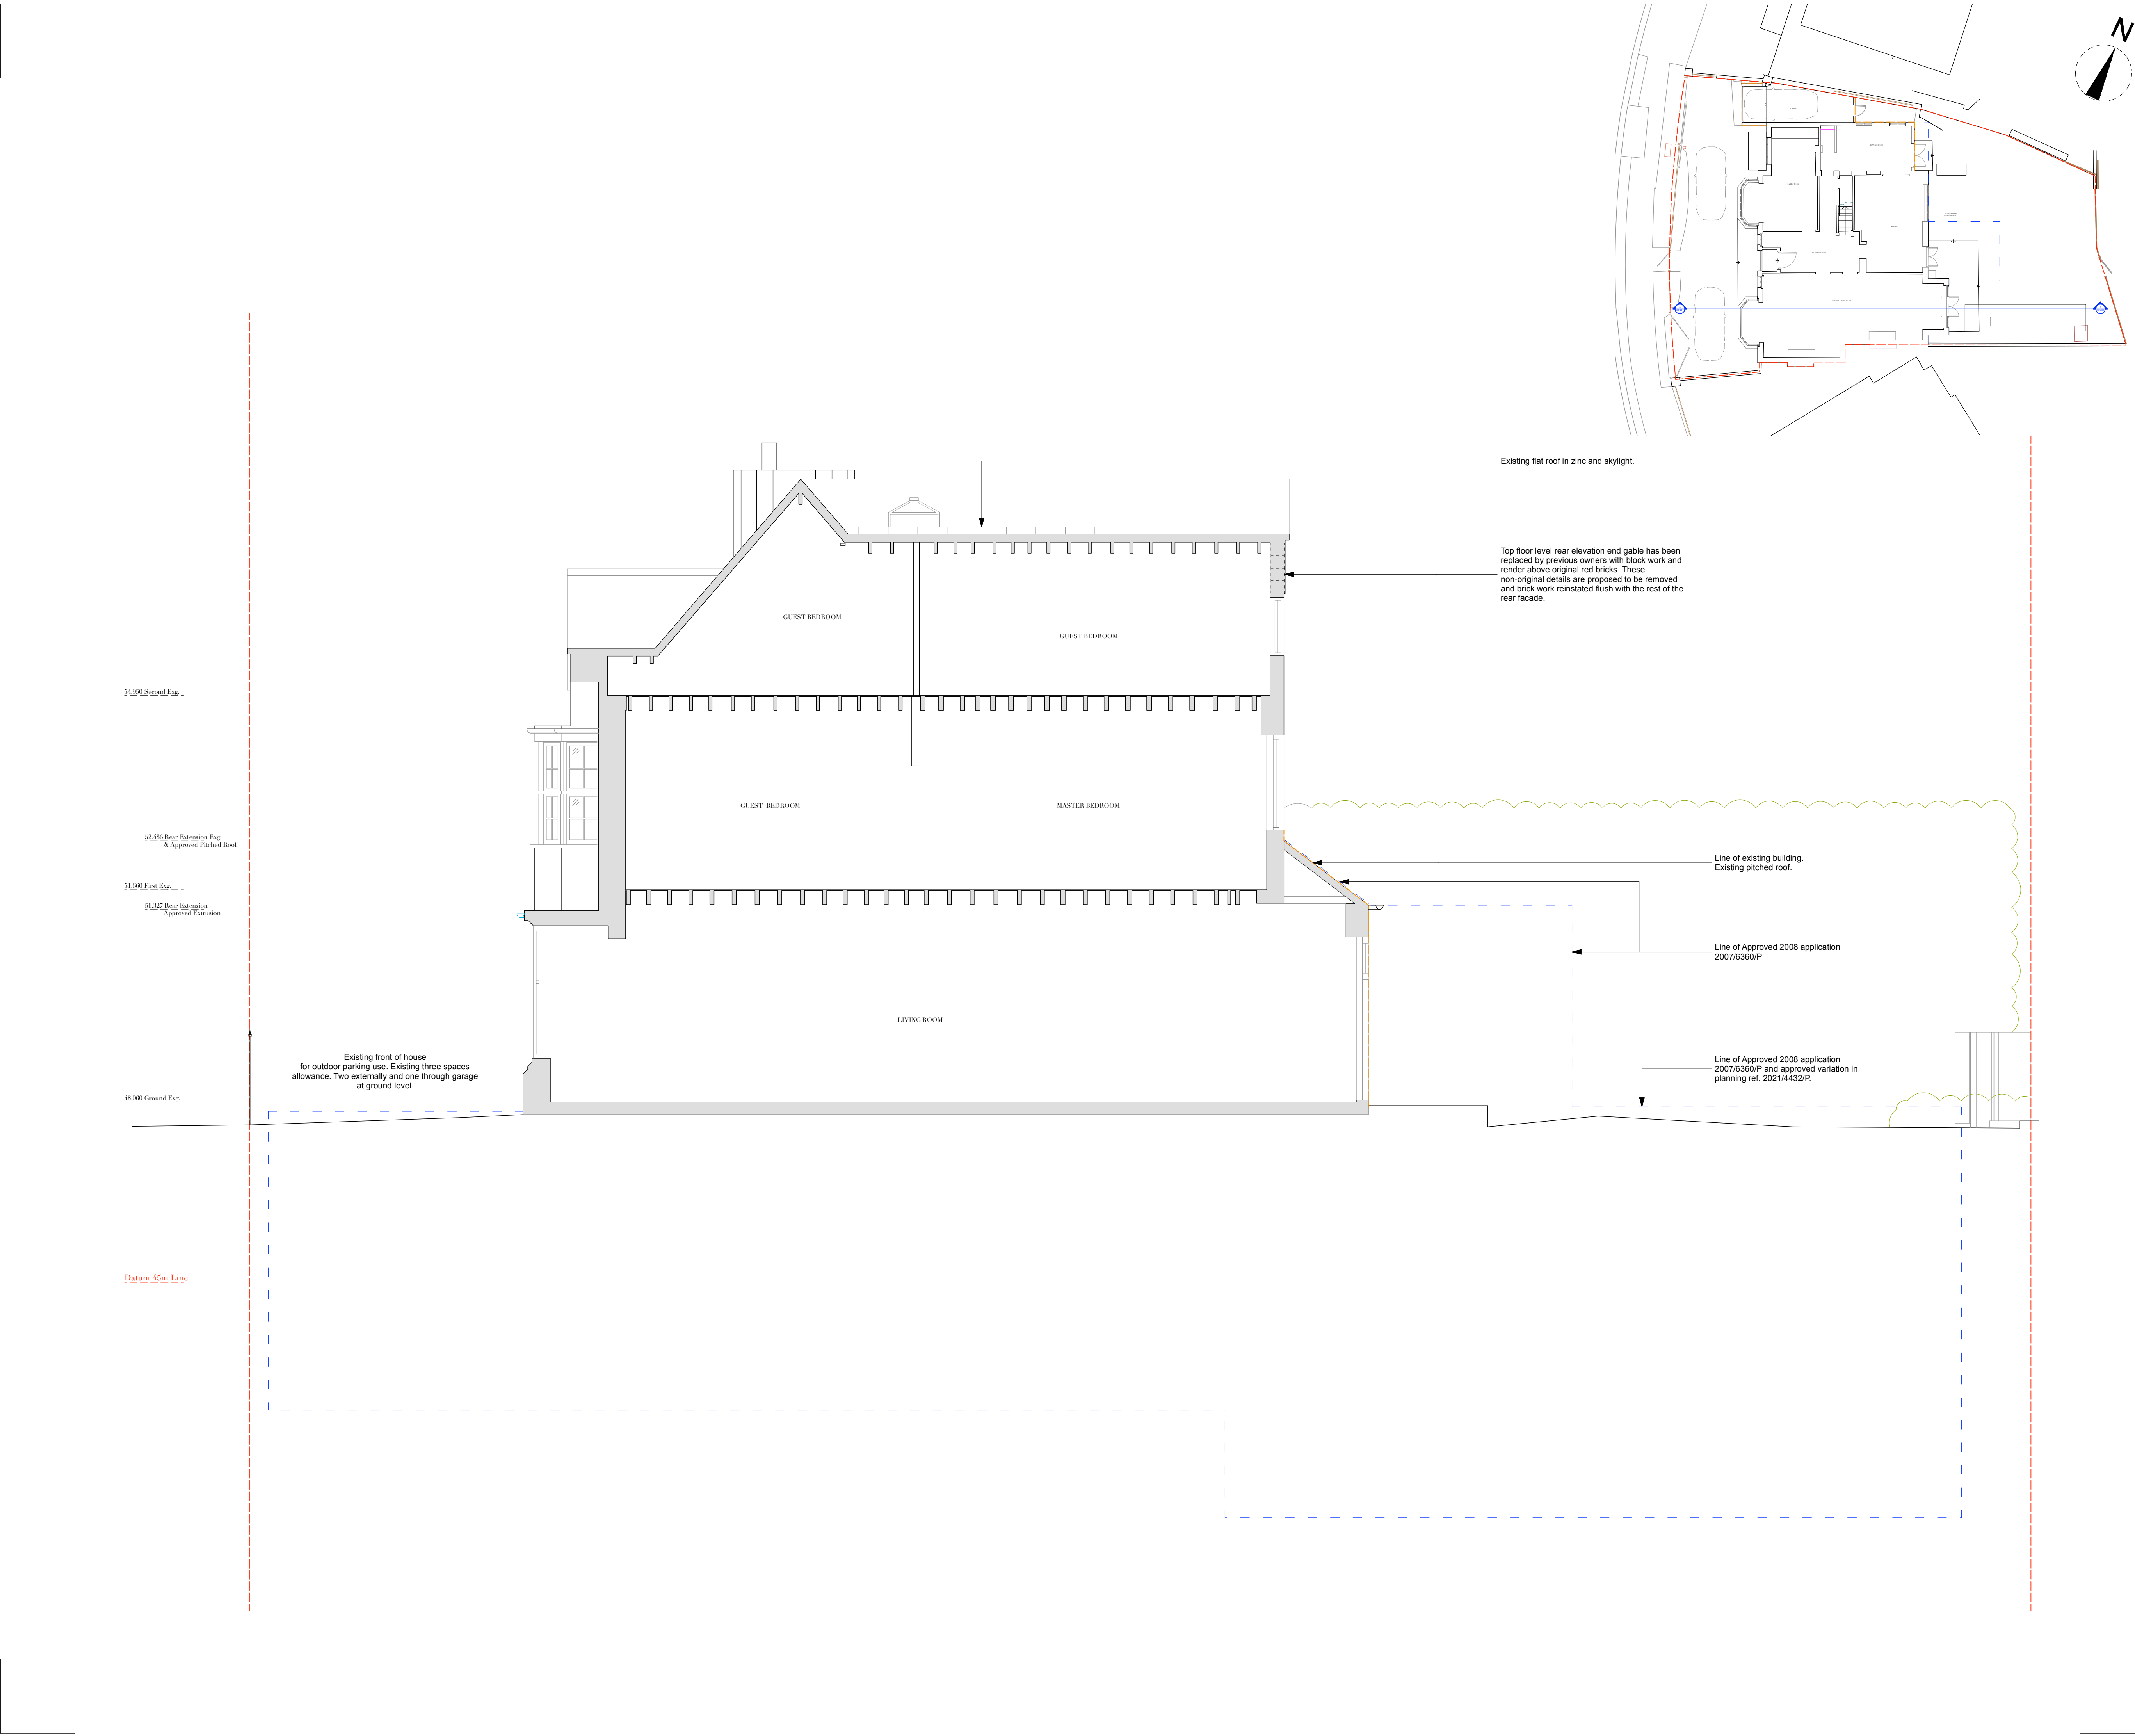 N
Existing flat roof in zinc and skylight.
Top floor level rear elevation end gable has been
replaced by previous owners with block work and
render above original red bricks. These
non-original details are proposed to be removed
and brick work reinstated flush with the rest of the
rear facade.
GUEST BEDROOM
GUEST BEDROOM
54.950 Second Exg.
GUEST BEDROOM
MASTER BEDROOM
52.486 Rear Extension Exg.
& Approved Pitched Roof
Line of existing building.
Existing pitched roof.
51.660 First Exg.
51.327 Rear Extension
Approved Extrusion
Line of Approved 2008 application
2007/6360/P
LIVING ROOM
Existing front of house
for outdoor parking use. Existing three spaces
allowance. Two externally and one through garage
at ground level.
Line of Approved 2008 application
2007/6360/P and approved variation in
planning ref. 2021/4432/P.
48.060 Ground Exg.
Datum 45m Line